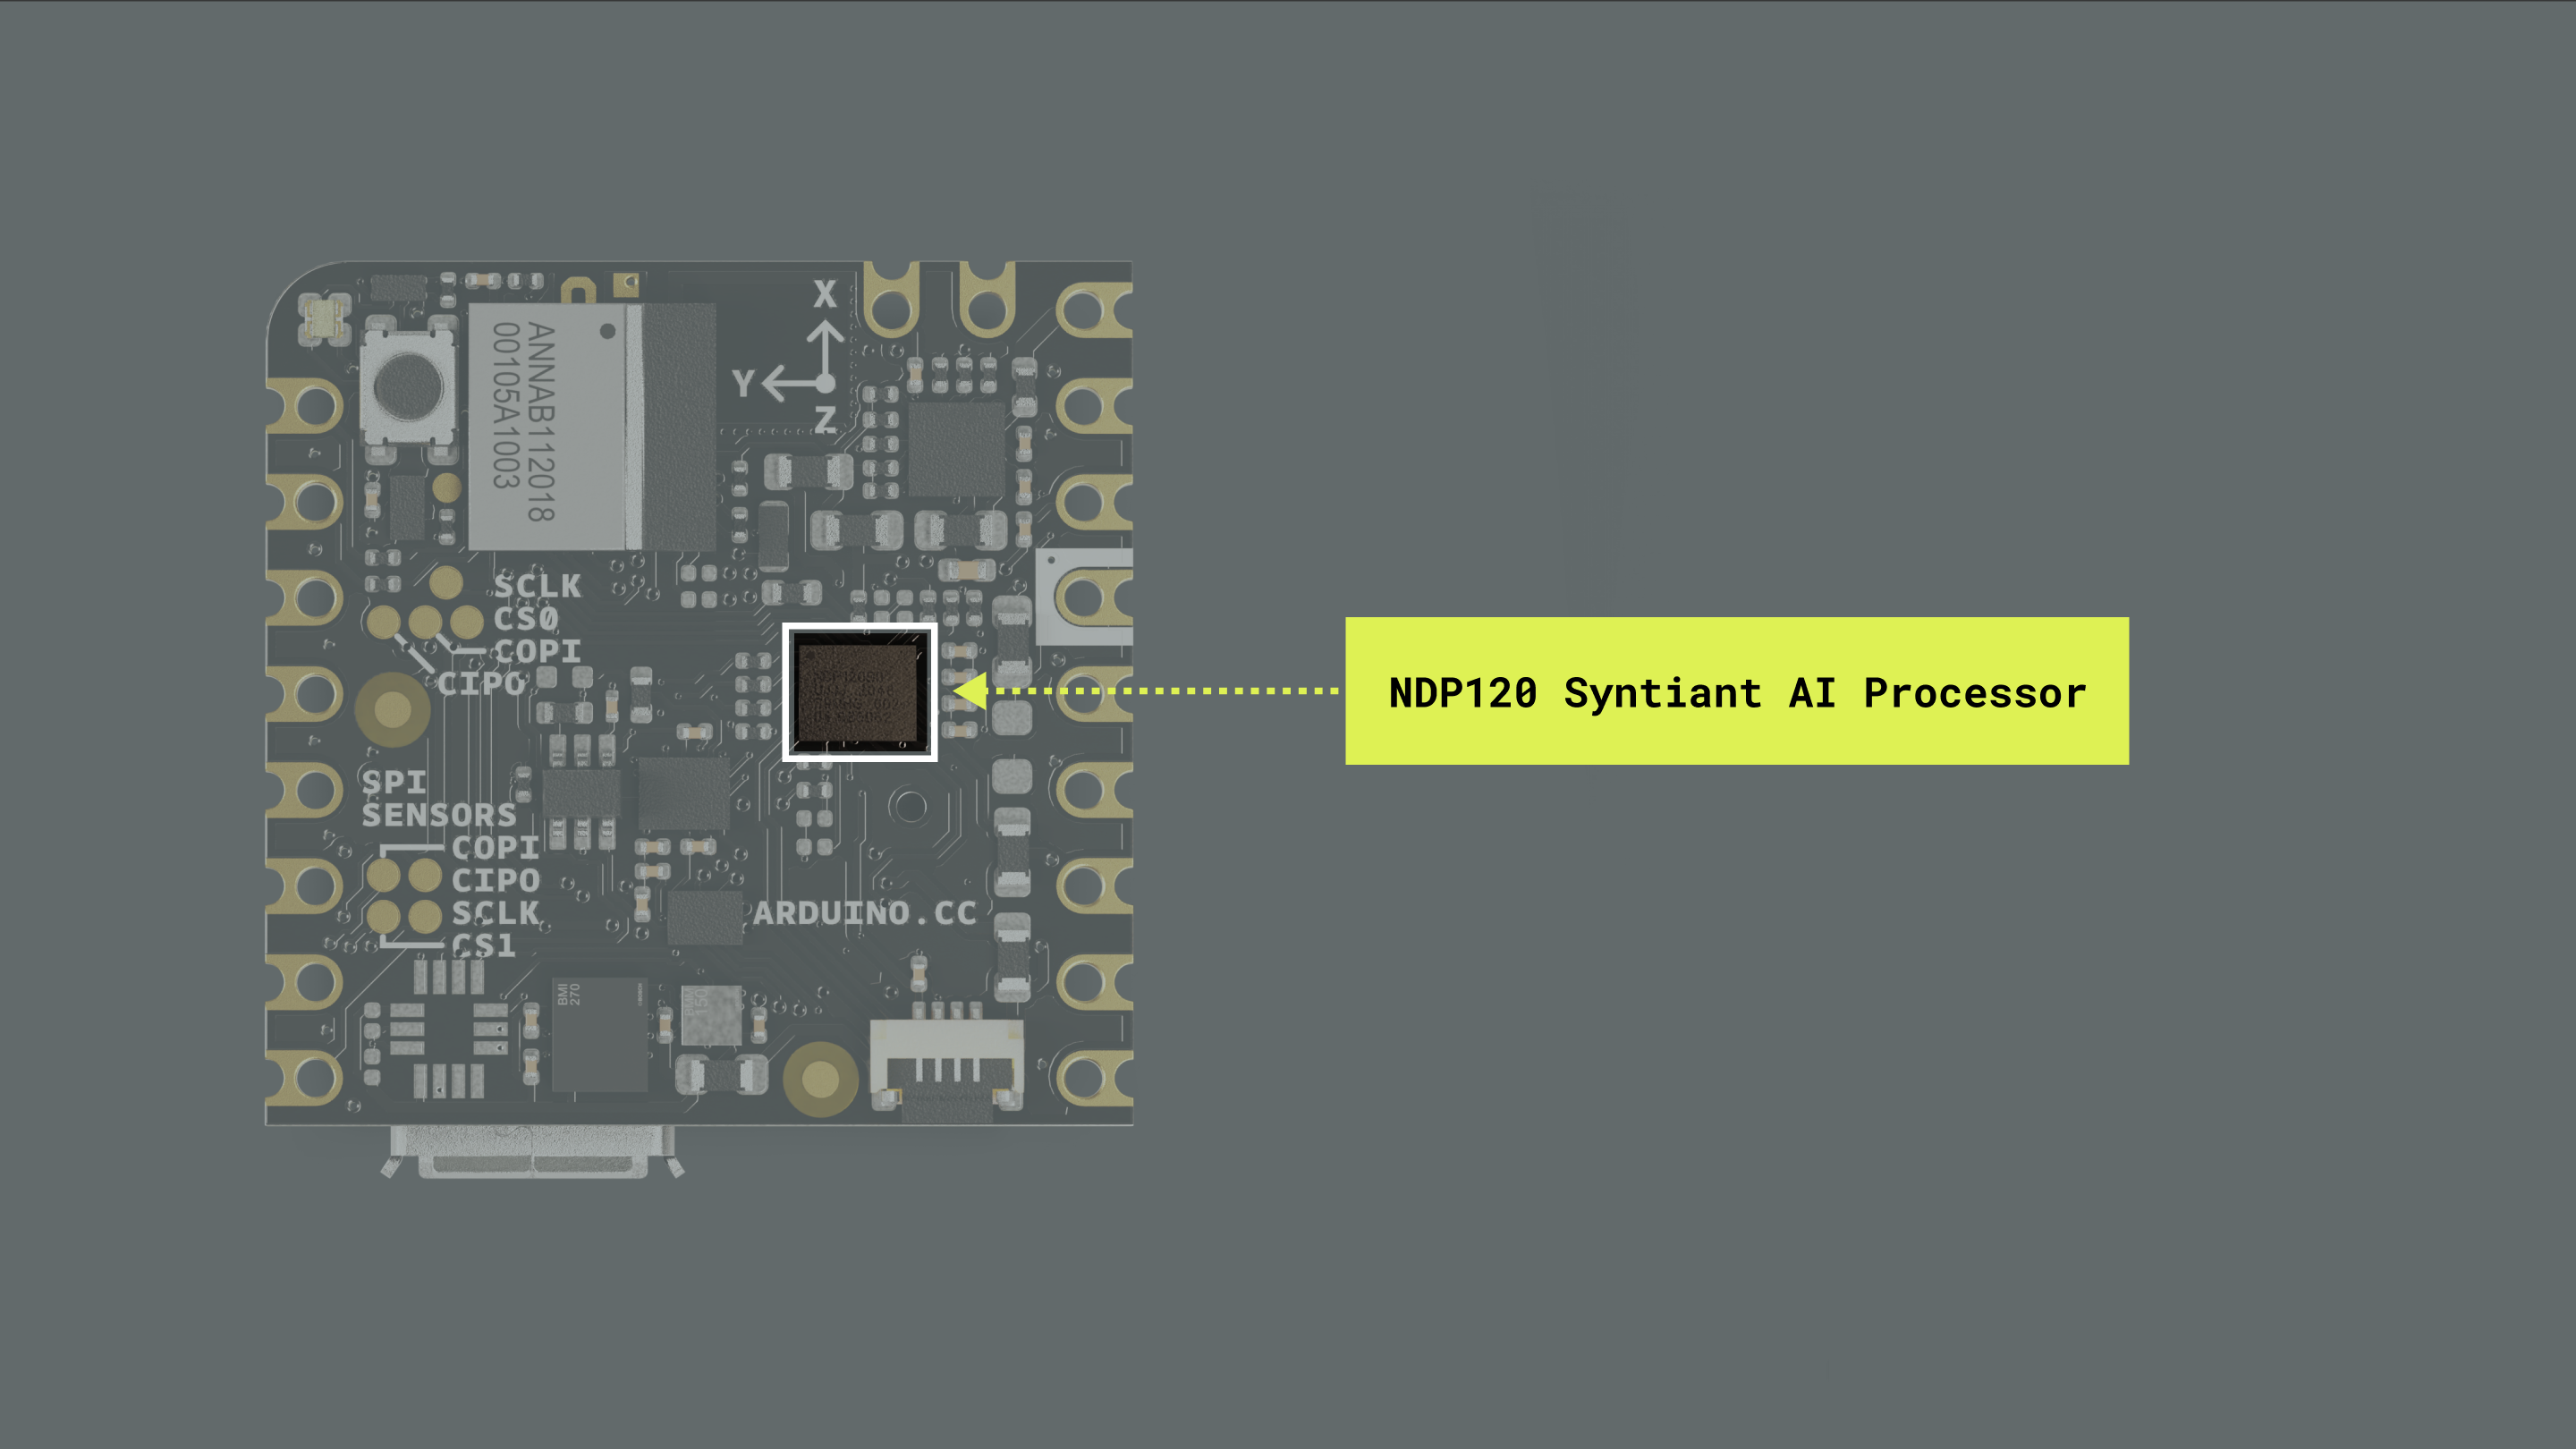 X
Y
Z
ANNAB112018
00105A1003
SCLK
CS0
COPI
CIPO
NDP120 Syntiant AI Processor
SPI
SENSORS
COPI
CIPO
SCLK
CS1
ARDUINO.CC
BMI
270
150